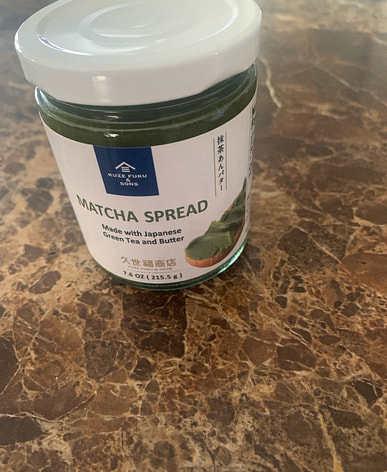 KUZE FUKU
&
SONS
抹茶あんバター
MATCHA SPREAD
Made with Japanese
Green Tea and Butter
久世福商店
7.6 OZ ( 215.5 g )